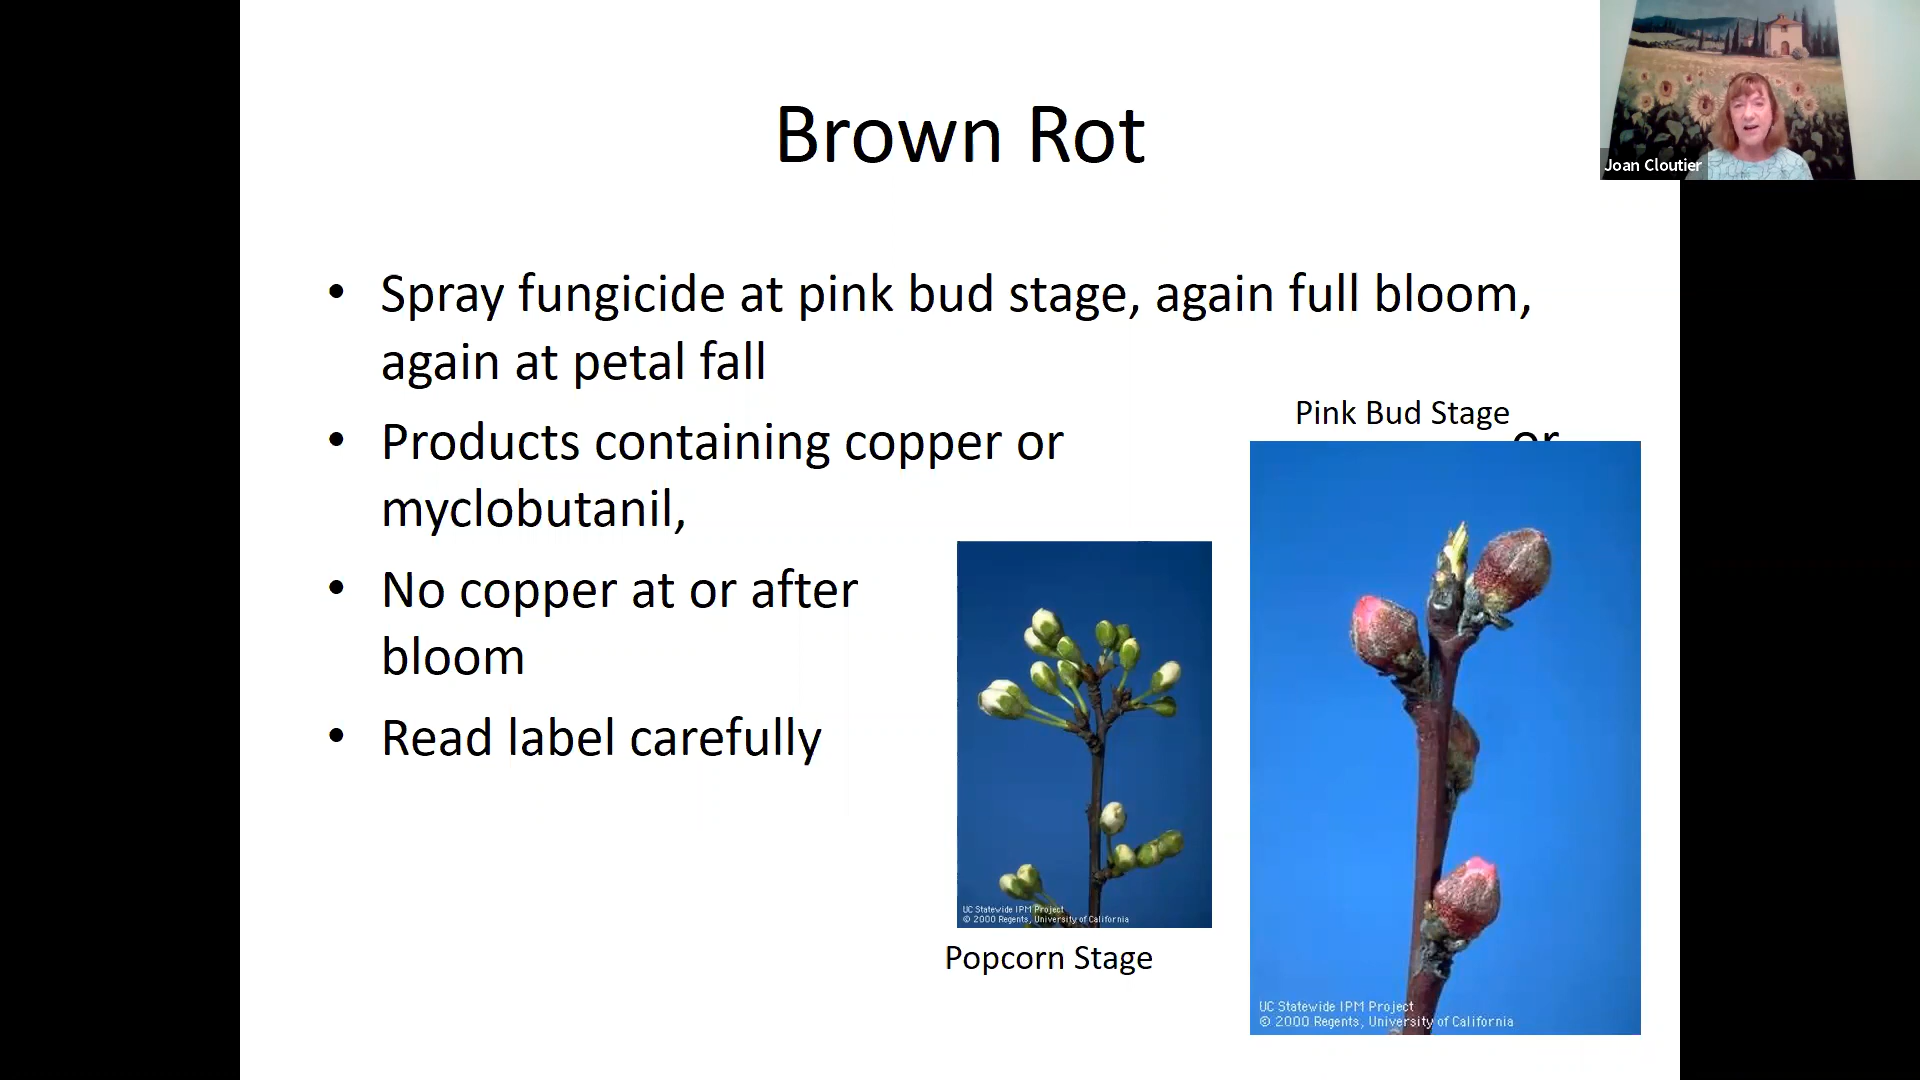 Brown Rot
Joan Cloutier
• Spray fungicide at pink bud stage, again full bloom,
again at petal fall
Pink Bud Stage
• Products containing copper or or
myclobutanil,
• No copper at or after
bloom
• Read label carefully
UC Statewide IPM Project
© 2000 Regents, University of California
Popcorn Stage
UC Statewide IPM Project
© 2000 Regents, University of California